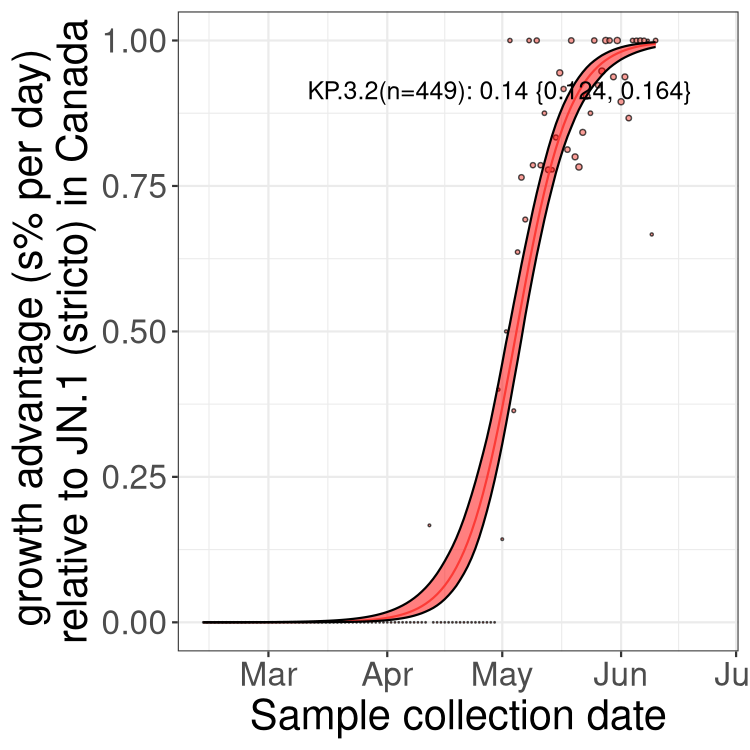 growth advantage (s% per day)
relative to JN.1 (stricto) in Canada
1.00
KP.3.2(n=449): 0.14 {0.124, 0.164}
0.75
0.50
0.25
0.00
Mar Apr May Jun Ju
Sample collection date